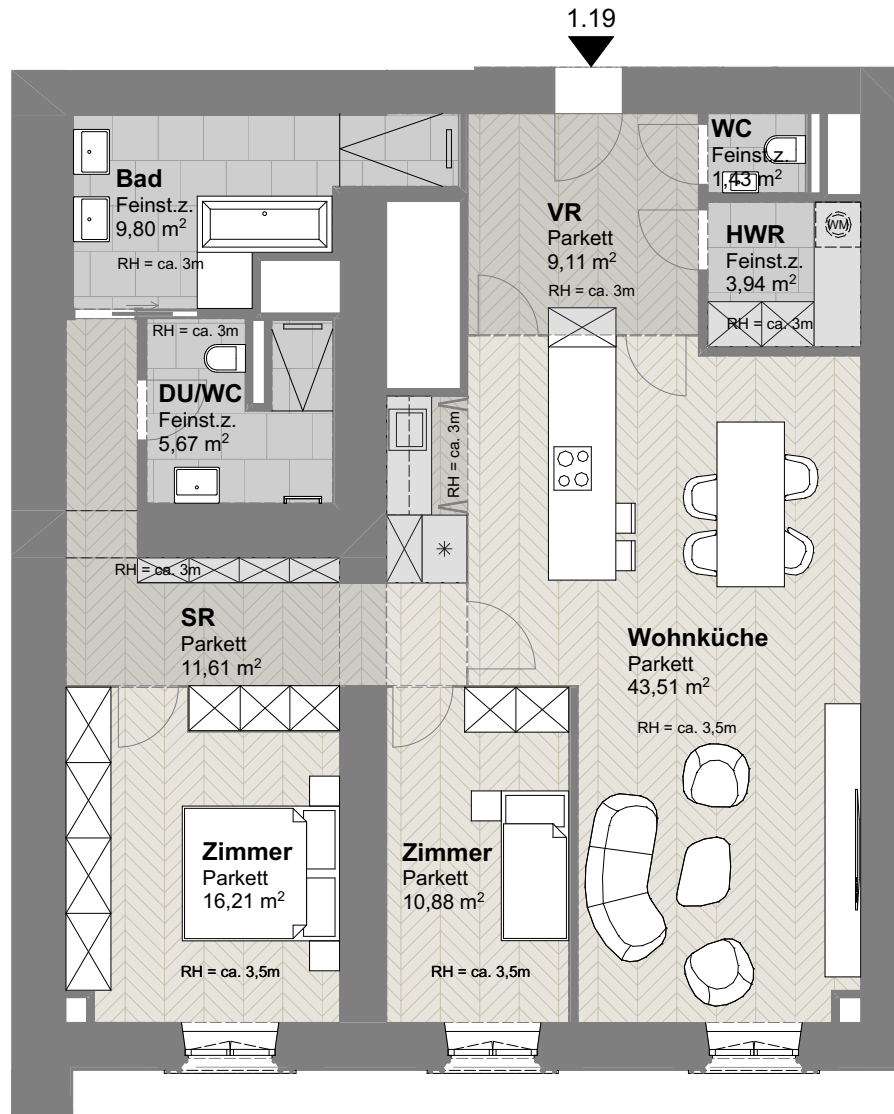 1.19
WC
Feinst.z.
1,43 m²
Bad
Feinst.z.
9,80 m²
RH = ca. 3m
VR
Parkett
9,11 m²
RH = ca. 3m
HWR
Feinst.z.
3,94 m²
RH = ca. 3m
WM
RH = ca. 3m
DU/WC
Feinst.z.
5,67 m²
RH = ca. 3m
RH = ca. 3m
SR
Parkett
11,61 m²
Wohnküche
Parkett
43,51 m²
RH = ca. 3,5m
Zimmer
Parkett
16,21 m²
RH = ca. 3,5m
Zimmer
Parkett
10,88 m²
RH = ca. 3,5m